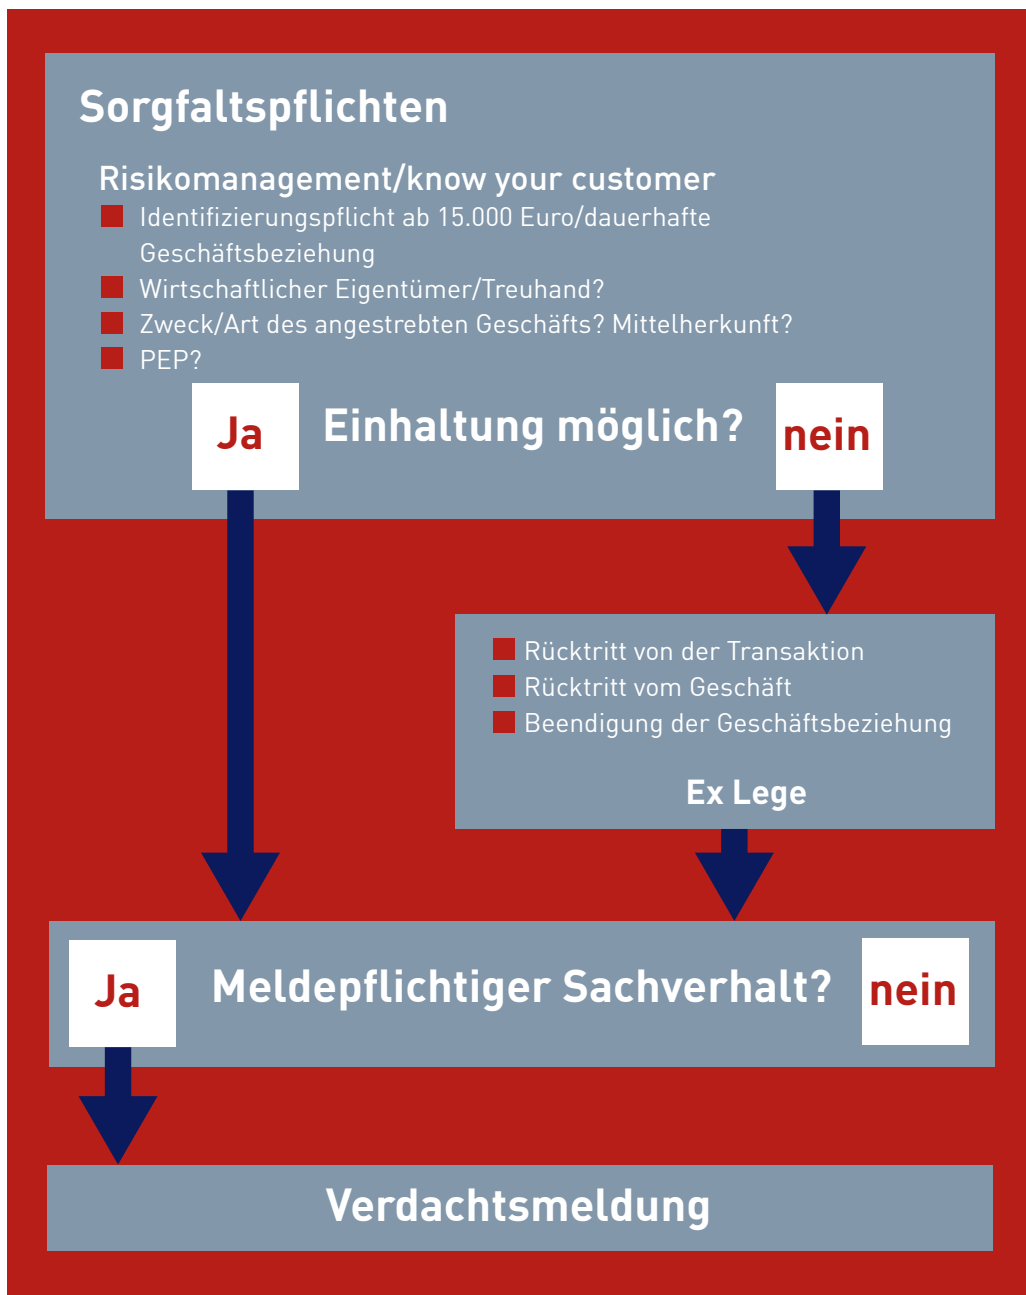 Sorgfaltspflichten
Risikomanagement/know your customer
Identifizierungspflicht ab 15.000 Euro/dauerhafte
Geschäftsbeziehung
Wirtschaftlicher Eigentümer/Treuhand?
Zweck/Art des angestrebten Geschäfts? Mittelherkunft?
PEP?
Ja
Einhaltung möglich?
nein
Rücktritt von der Transaktion
Rücktritt vom Geschäft
Beendigung der Geschäftsbeziehung
Ex Lege
Ja
Meldepflichtiger Sachverhalt?
nein
Verdachtsmeldung